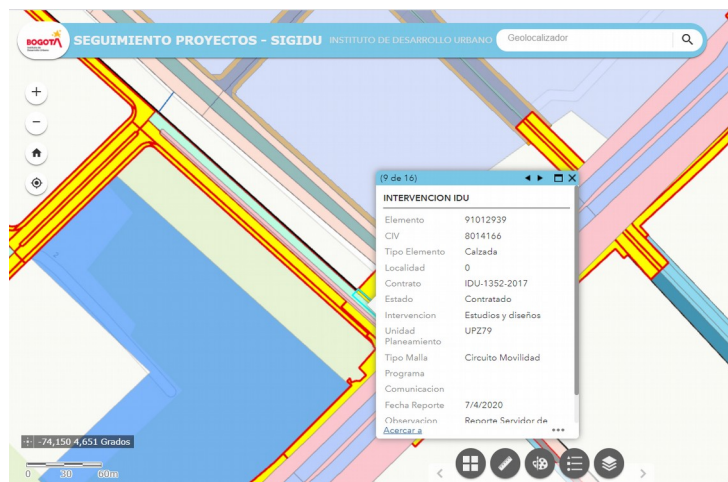 BOGOTÁ
SEGUIMIENTO PROYECTOS - SIGIDU INSTITUTO DE DESARROLLO URBANO
Geolocalizador
+
−
(9 de 16)
INTERVENCION IDU
Elemento 91012939
CIV 8014166
Tipo Elemento Calzada
Localidad 0
Contrato IDU-1352-2017
Estado Contratado
Intervencion Estudios y diseños
Unidad Planeamiento UPZ79
Tipo Malla Circuito Movilidad
Programa
Comunicacion
Fecha Reporte 7/4/2020
Observacion Reporte Servidor de
Acercar a
-74,150 4,651 Grados
0 30 60m